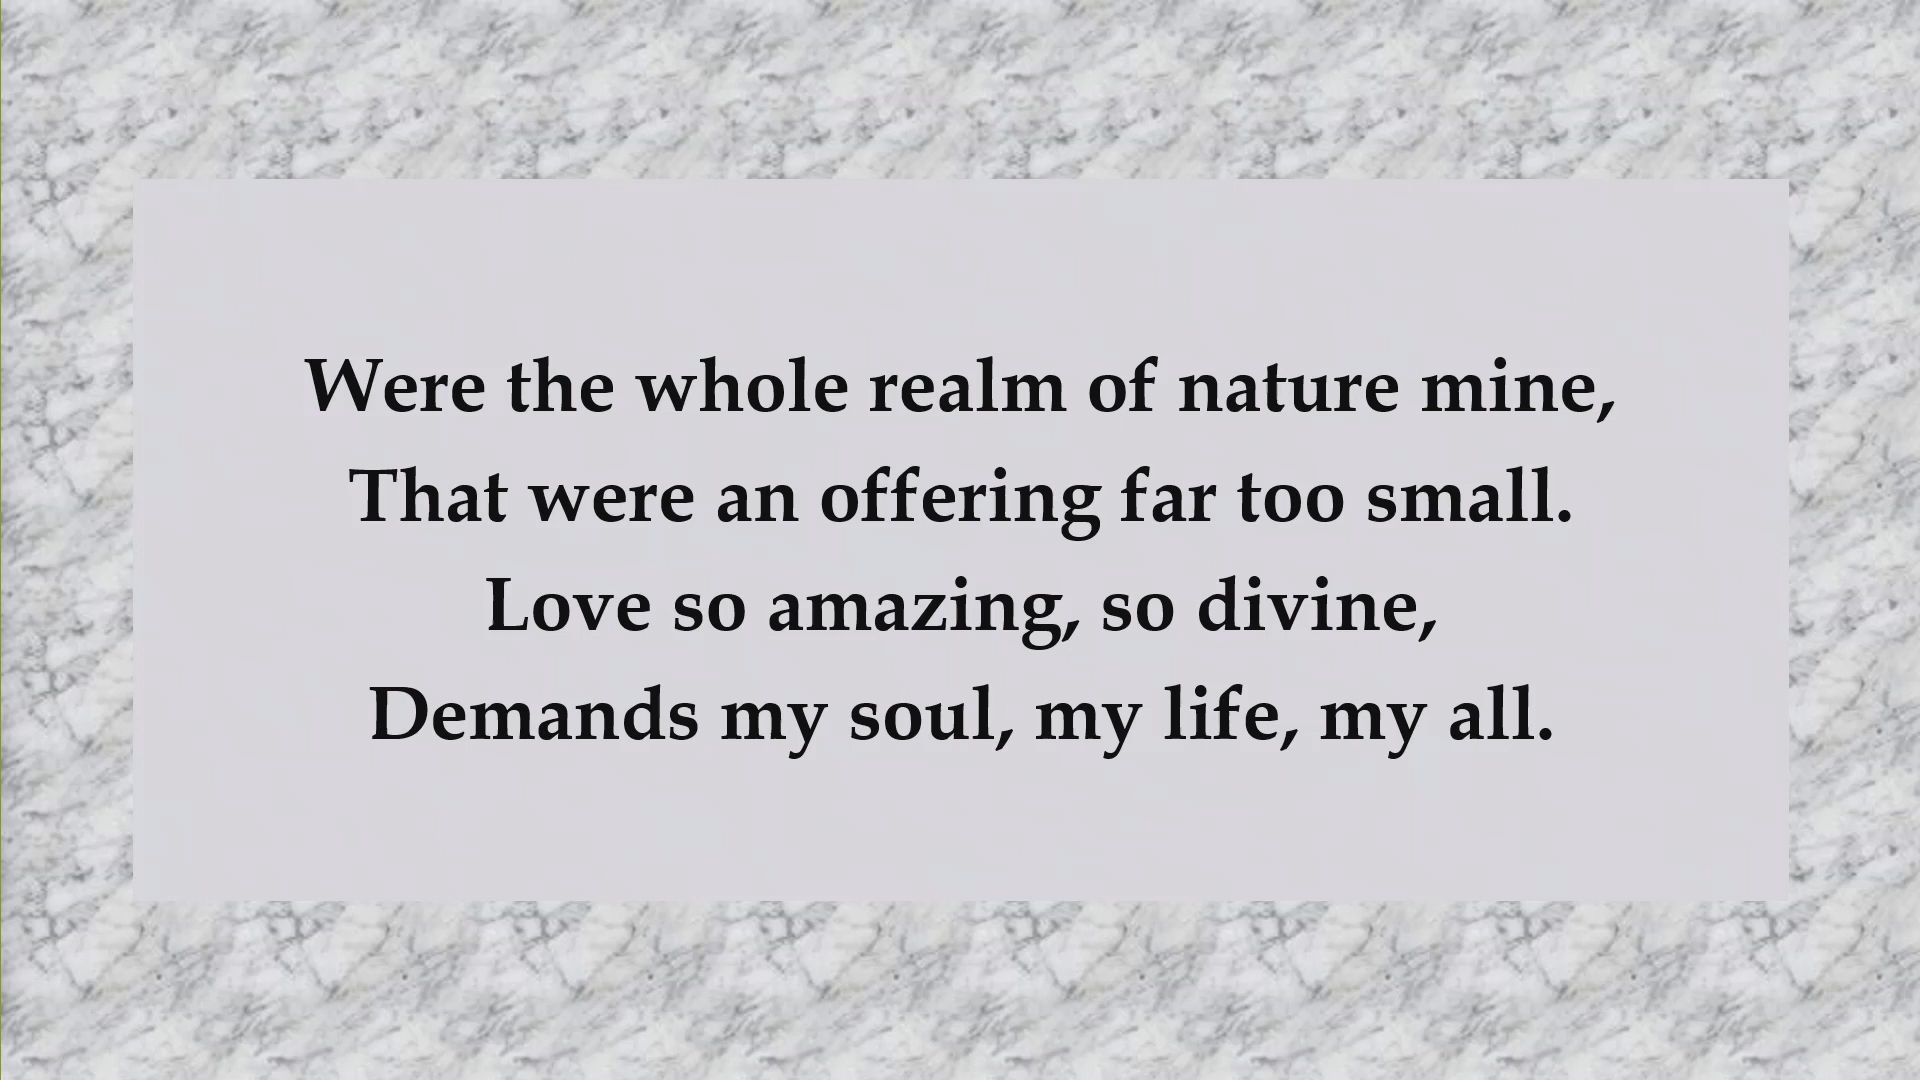 Were the whole realm of nature mine,
That were an offering far too small.
Love so amazing, so divine,
Demands my soul, my life, my all.